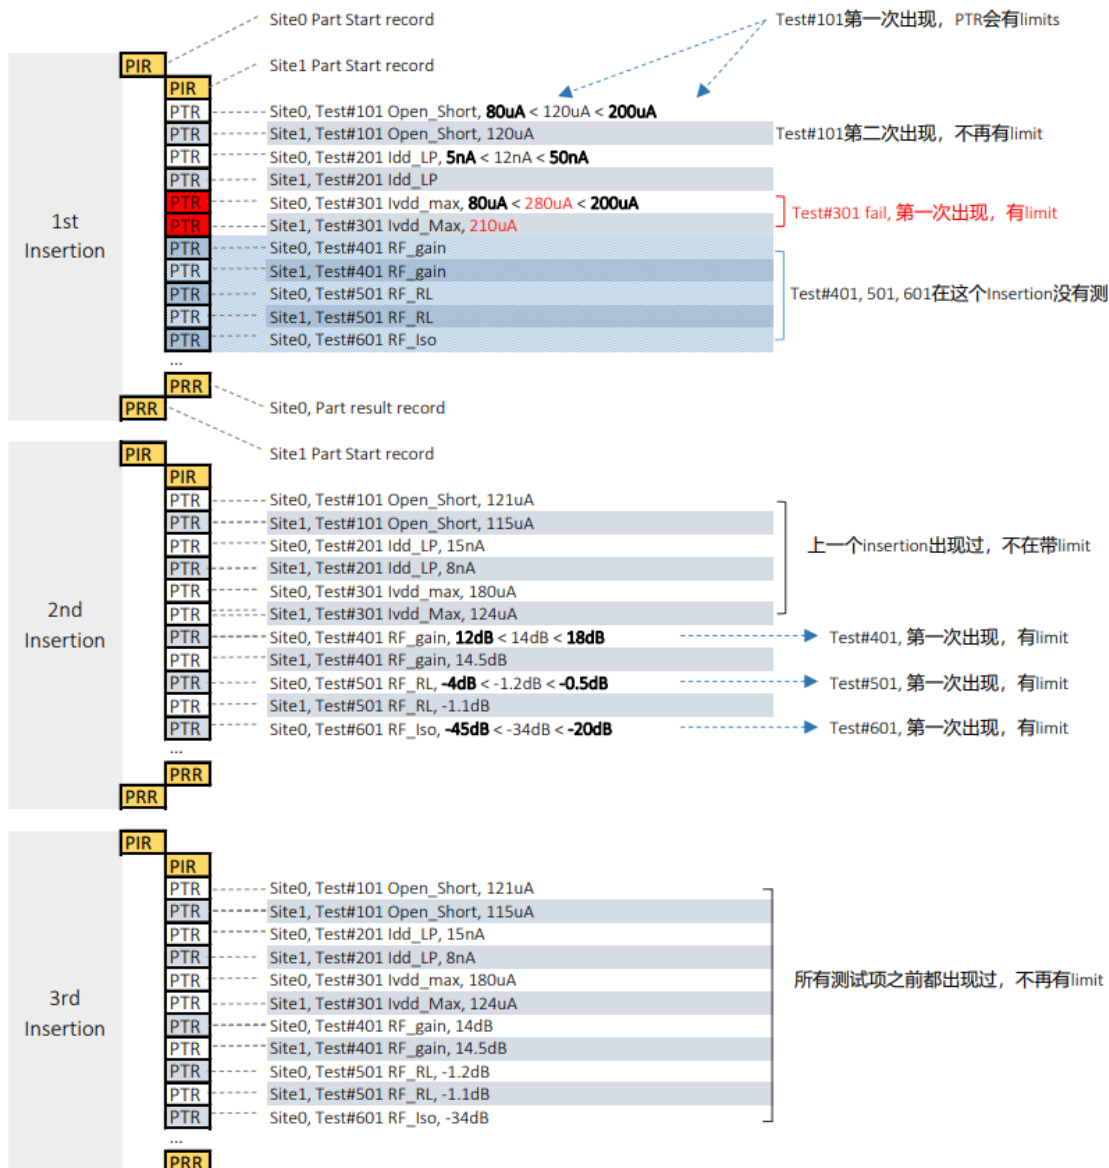 Site0 Part Start record
Test#101第一次出现，PTR会有limits
PIR
Site1 Part Start record
PIR
PTR Site0, Test#101 Open_Short, 80uA < 120uA < 200uA
PTR Site1, Test#101 Open_Short, 120uA
Test#101第二次出现，不再有limit
PTR Site0, Test#201 Idd_LP, 5nA < 12nA < 50nA
PTR Site1, Test#201 Idd_LP
PTR Site0, Test#301 Ivdd_max, 80uA < 280uA < 200uA
PTR Site1, Test#301 Ivdd_Max, 210uA
Test#301 fail, 第一次出现，有limit
1st
Insertion
PTR Site0, Test#401 RF_gain
PTR Site1, Test#401 RF_gain
PTR Site0, Test#501 RF_RL
PTR Site1, Test#501 RF_RL
PTR Site0, Test#601 RF_Iso
Test#401, 501, 601在这个Insertion没有测
...
PRR
PRR
Site0, Part result record
Site1 Part Start record
PIR
PIR
PTR Site0, Test#101 Open_Short, 121uA
PTR Site1, Test#101 Open_Short, 115uA
PTR Site0, Test#201 Idd_LP, 15nA
PTR Site1, Test#201 Idd_LP, 8nA
PTR Site0, Test#301 Ivdd_max, 180uA
PTR Site1, Test#301 Ivdd_Max, 124uA
上一个insertion出现过，不在带limit
2nd
Insertion
PTR Site0, Test#401 RF_gain, 12dB < 14dB < 18dB
Test#401, 第一次出现，有limit
PTR Site1, Test#401 RF_gain, 14.5dB
PTR Site0, Test#501 RF_RL, -4dB < -1.2dB < -0.5dB
Test#501, 第一次出现，有limit
PTR Site1, Test#501 RF_RL, -1.1dB
PTR Site0, Test#601 RF_Iso, -45dB < -34dB < -20dB
Test#601, 第一次出现，有limit
...
PRR
PRR
PIR
PIR
PTR Site0, Test#101 Open_Short, 121uA
PTR Site1, Test#101 Open_Short, 115uA
PTR Site0, Test#201 Idd_LP, 15nA
PTR Site1, Test#201 Idd_LP, 8nA
PTR Site0, Test#301 Ivdd_max, 180uA
PTR Site1, Test#301 Ivdd_Max, 124uA
所有测试项之前都出现过，不再有limit
3rd
Insertion
PTR Site0, Test#401 RF_gain, 14dB
PTR Site1, Test#401 RF_gain, 14.5dB
PTR Site0, Test#501 RF_RL, -1.2dB
PTR Site1, Test#501 RF_RL, -1.1dB
PTR Site0, Test#601 RF_Iso, -34dB
...
PRR